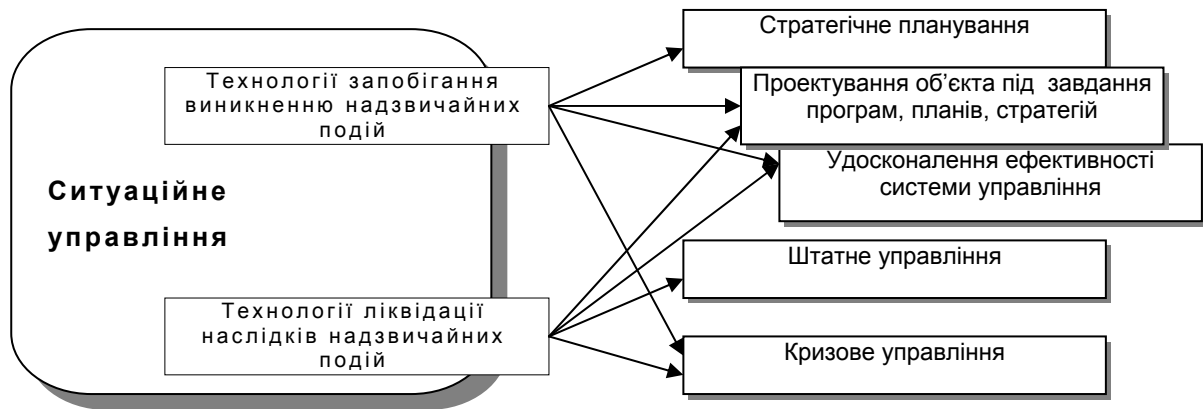 Стратегічне планування
Технології запобігання
виникненню надзвичайних
подій
Проектування об’єкта під завдання
програм, планів, стратегій
Удосконалення ефективності
системи управління
Ситуаційне
управління
Штатне управління
Технології ліквідації
наслідків надзвичайних
подій
Кризове управління